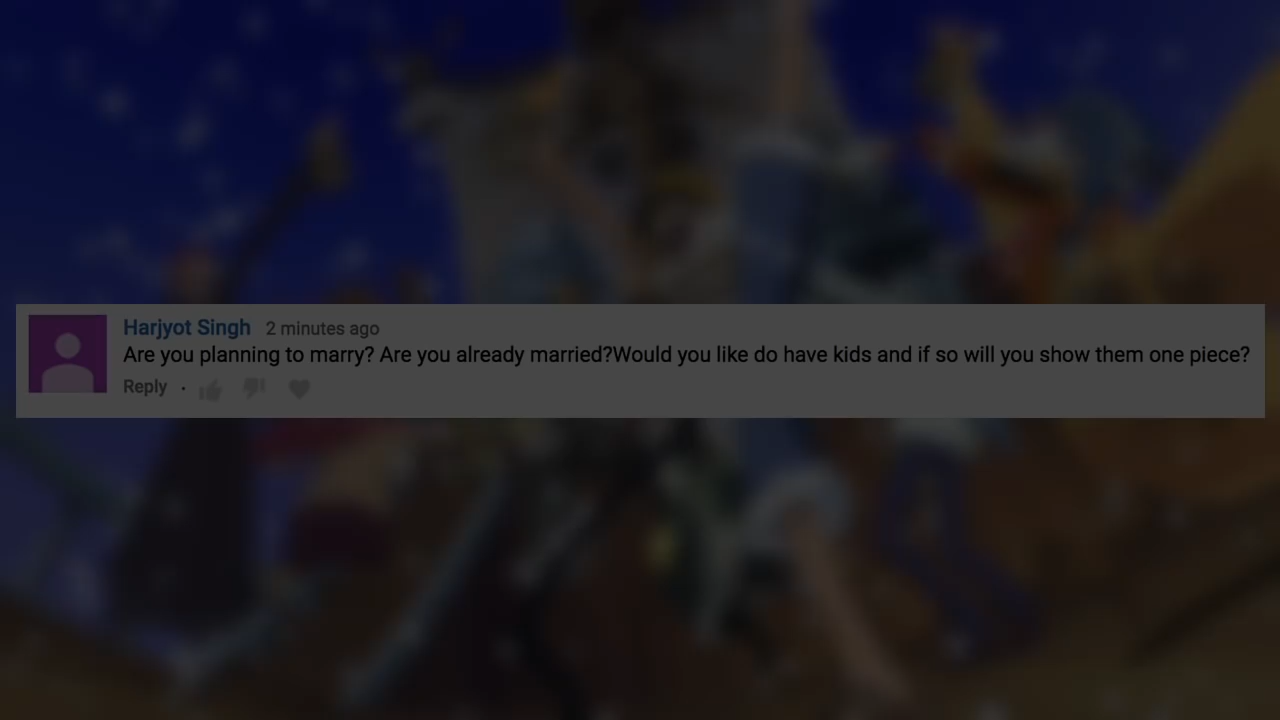 Harjyot Singh 2 minutes ago
Are you planning to marry? Are you already married?Would you like do have kids and if so will you show them one piece?
Reply •